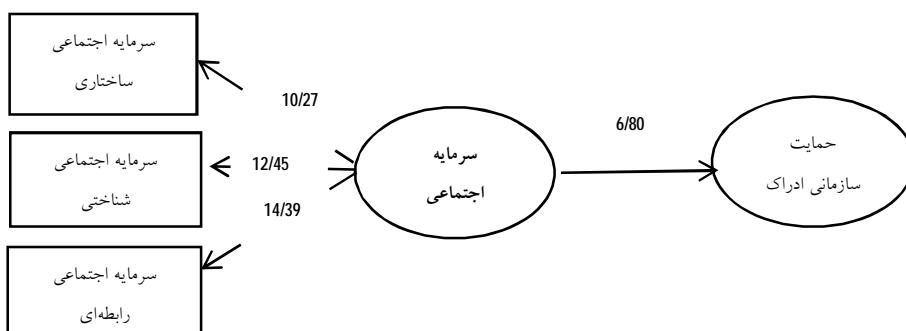 سرمایه اجتماعی
ساختاری
10/27
سرمایه اجتماعی
شناختی
12/45
سرمایه اجتماعی
رابطه‌ای
14/39
سرمایه
اجتماعی
6/80
حمایت
سازمانی ادراک